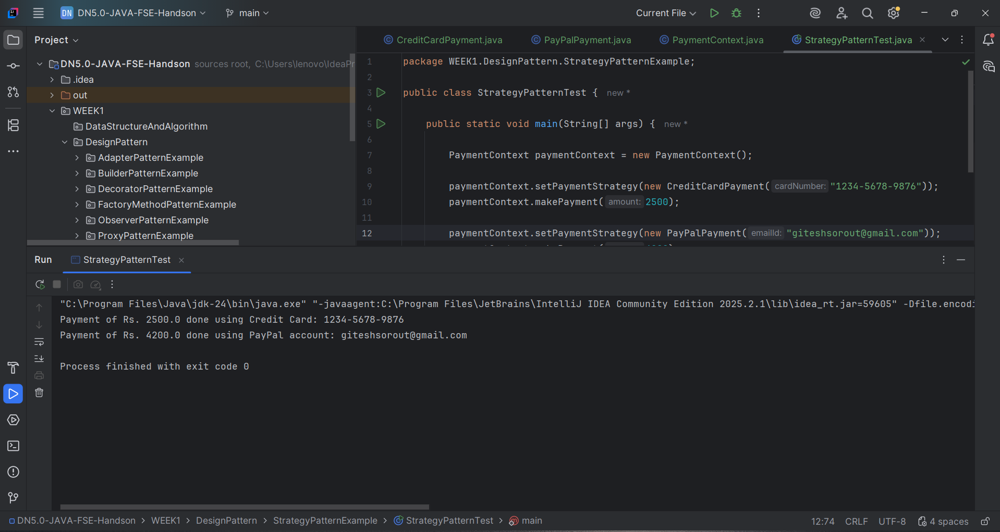 DN DN5.0-JAVA-FSE-Handson main Current File
Project
DN5.0-JAVA-FSE-Handson sources root, C:\Users\lenovo\IdeaPr
.idea
out
WEEK1
DataStructureAndAlgorithm
DesignPattern
AdapterPatternExample
BuilderPatternExample
DecoratorPatternExample
FactoryMethodPatternExample
ObserverPatternExample
ProxyPatternExample
CreditCardPayment.java PayPalPayment.java PaymentContext.java StrategyPatternTest.java
1 package WEEK1.DesignPattern.StrategyPatternExample;
2
3 public class StrategyPatternTest { new *
4
5 public static void main(String[] args) { new *
6
7 PaymentContext paymentContext = new PaymentContext();
8
9 paymentContext.setPaymentStrategy(new CreditCardPayment( cardNumber: "1234-5678-9876"));
10 paymentContext.makePayment( amount: 2500);
11
12 paymentContext.setPaymentStrategy(new PayPalPayment( emailId: "giteshsorout@gmail.com"));
Run StrategyPatternTest
"C:\Program Files\Java\jdk-24\bin\java.exe" "-javaagent:C:\Program Files\JetBrains\IntelliJ IDEA Community Edition 2025.2.1\lib\idea_rt.jar=59605" -Dfile.encodi
Payment of Rs. 2500.0 done using Credit Card: 1234-5678-9876
Payment of Rs. 4200.0 done using PayPal account: giteshsorout@gmail.com
Process finished with exit code 0
DN5.0-JAVA-FSE-Handson > WEEK1 > DesignPattern > StrategyPatternExample > StrategyPatternTest > main 12:74 CRLF UTF-8 4 spaces